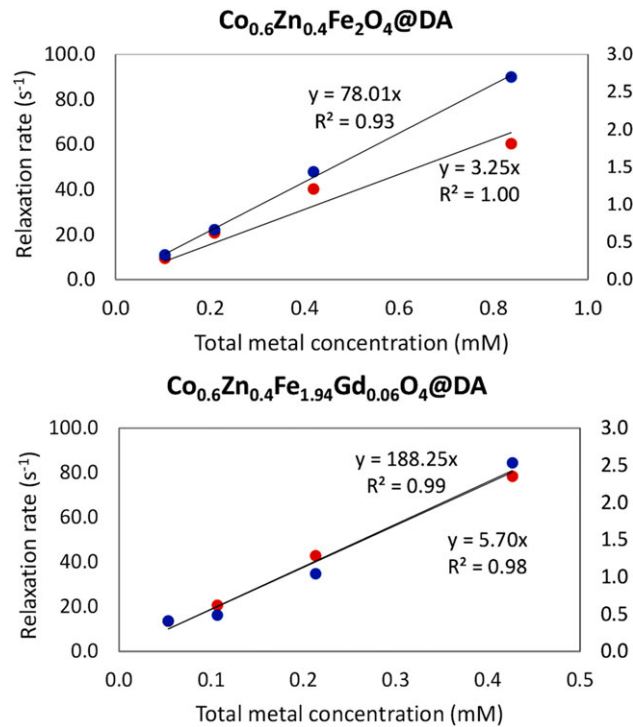 Co₀.₆Zn₀.₄Fe₂O₄@DA
100.0
80.0
60.0
40.0
20.0
0.0
Relaxation rate (s⁻¹)
y = 78.01x
R² = 0.93
y = 3.25x
R² = 1.00
3.0
2.5
2.0
1.5
1.0
0.5
0.0
0.0 0.2 0.4 0.6 0.8 1.0
Total metal concentration (mM)
Co₀.₆Zn₀.₄Fe₁.₉₄Gd₀.₀₆O₄@DA
100.0
80.0
60.0
40.0
20.0
0.0
Relaxation rate (s⁻¹)
y = 188.25x
R² = 0.99
y = 5.70x
R² = 0.98
3.0
2.5
2.0
1.5
1.0
0.5
0.0
0.0 0.1 0.2 0.3 0.4 0.5
Total metal concentration (mM)